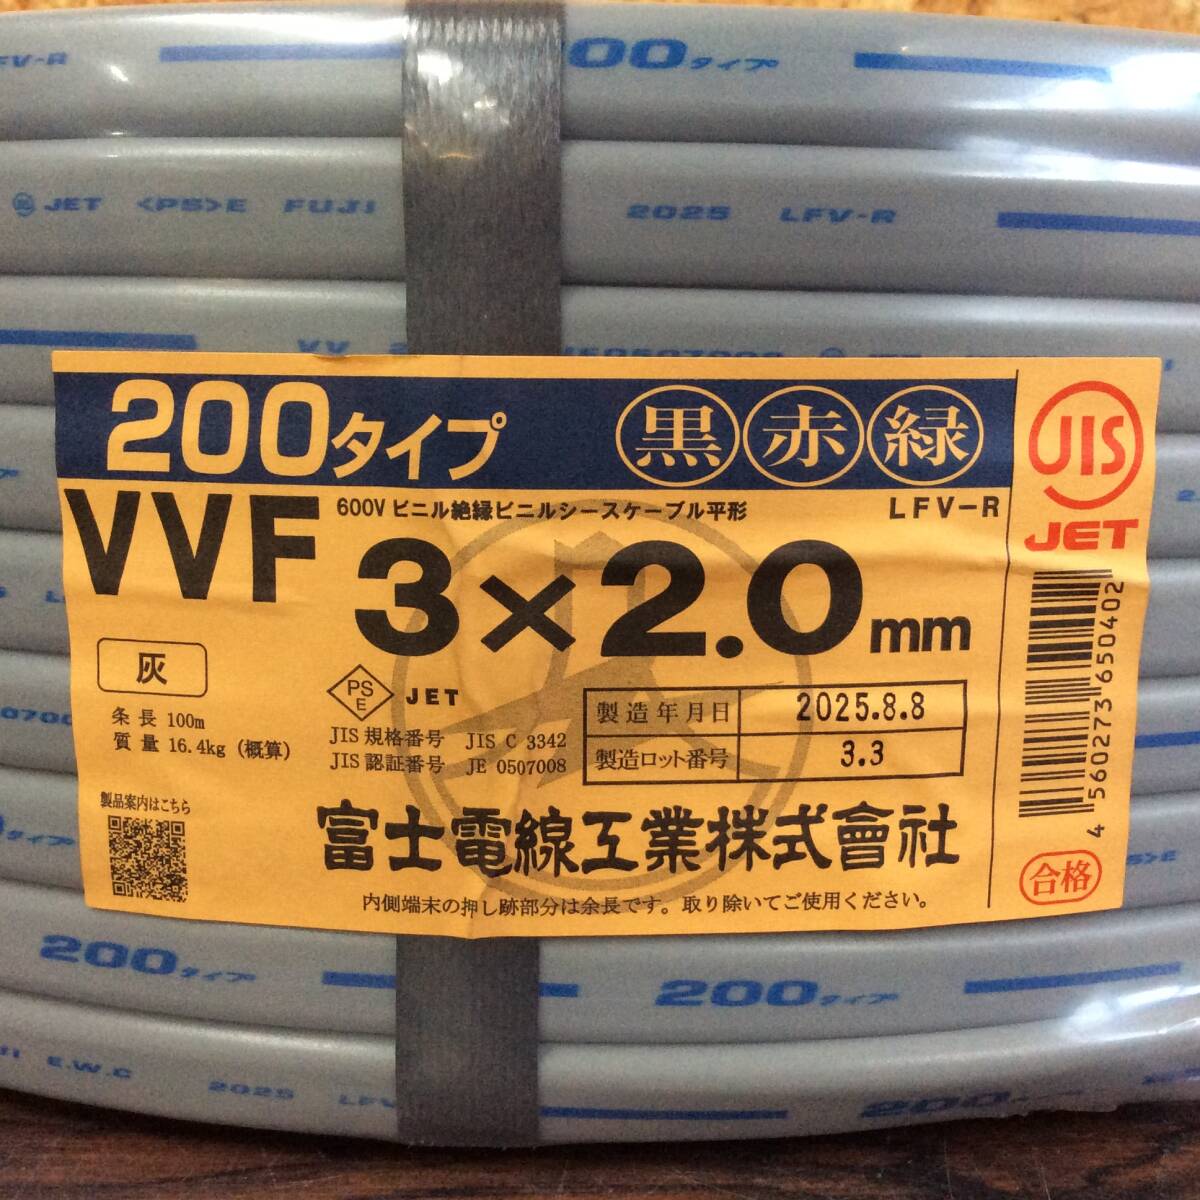 FV-R 200タイプ
JET <PS>E FUJI 2025 LFV-R
VV 2 JE0507008 JET
200タイプ 黒 赤 緑
VVF 600V ビニル絶縁ビニルシースケーブル平形 LFV-R
3×2.0mm
JIS
JET
灰
条長 100m
質量 16.4kg (概算)
PS E JET
JIS 規格番号 JIS C 3342
JIS 認証番号 JE 0507008
製造年月日 2025.8.8
製造ロット番号 3.3
製品案内はこちら
富士電線工業株式會社
内側端末の押し跡部分は余長です。取り除いてご使用ください。
4560273650402
合格
200タイプ 200タイプ
E.W.C 2025 LFV 200タイプ